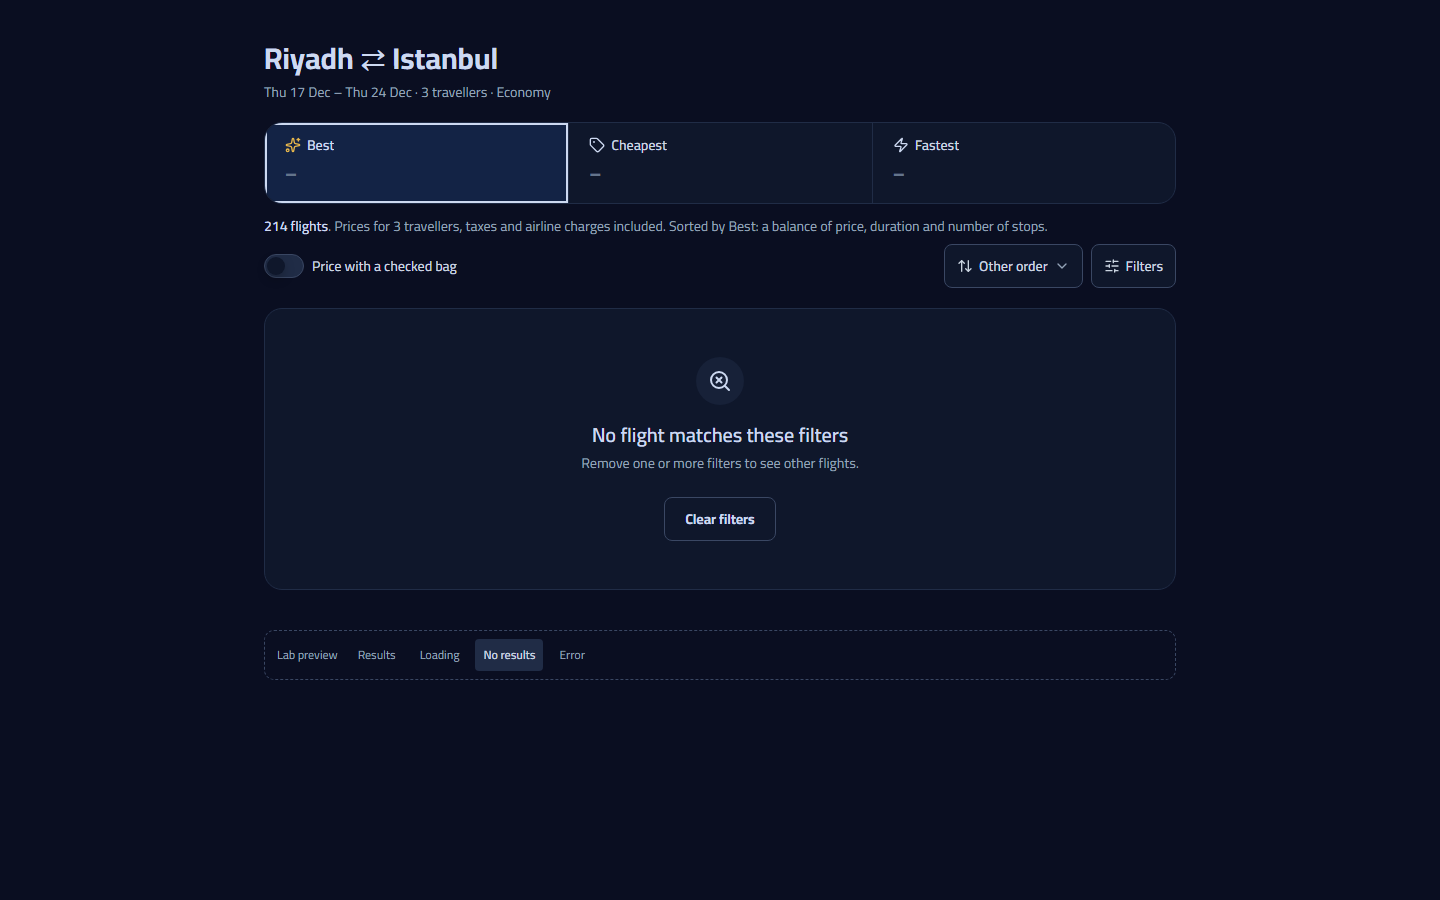 Riyadh ⇄ Istanbul
Thu 17 Dec – Thu 24 Dec · 3 travellers · Economy
Best
–
Cheapest
–
Fastest
–
214 flights. Prices for 3 travellers, taxes and airline charges included. Sorted by Best: a balance of price, duration and number of stops.
Price with a checked bag
Other order
Filters
No flight matches these filters
Remove one or more filters to see other flights.
Clear filters
Lab preview Results Loading No results Error